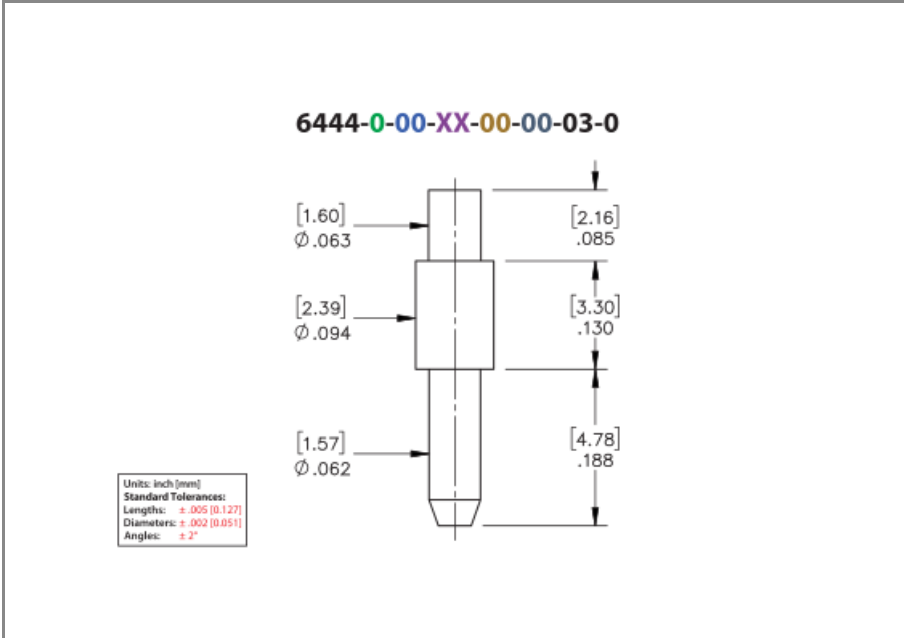 6444-0-00-XX-00-00-03-0
[1.60]
Ø .063
[2.16]
.085
[2.39]
Ø .094
[3.30]
.130
[1.57]
Ø .062
[4.78]
.188
Units: inch [mm]
Standard Tolerances:
Lengths: ± .005 [0.127]
Diameters: ± .002 [0.051]
Angles: ± 2°